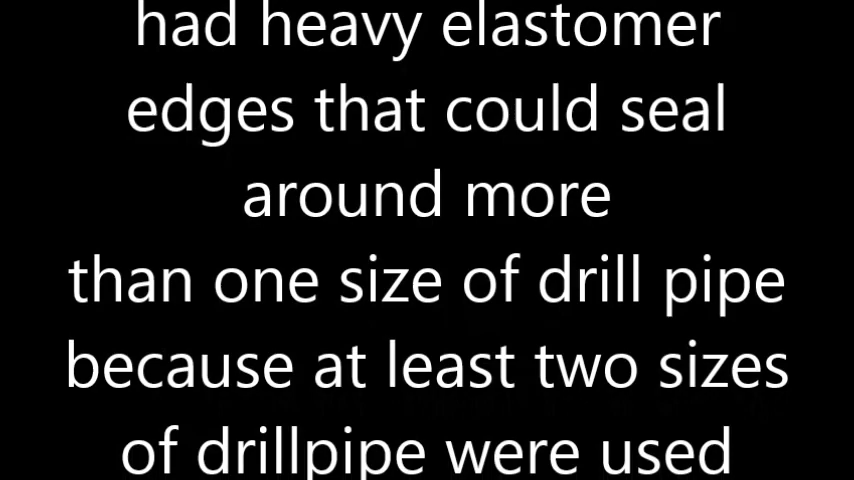 had heavy elastomer
edges that could seal
around more
than one size of drill pipe
because at least two sizes
of drillpipe were used